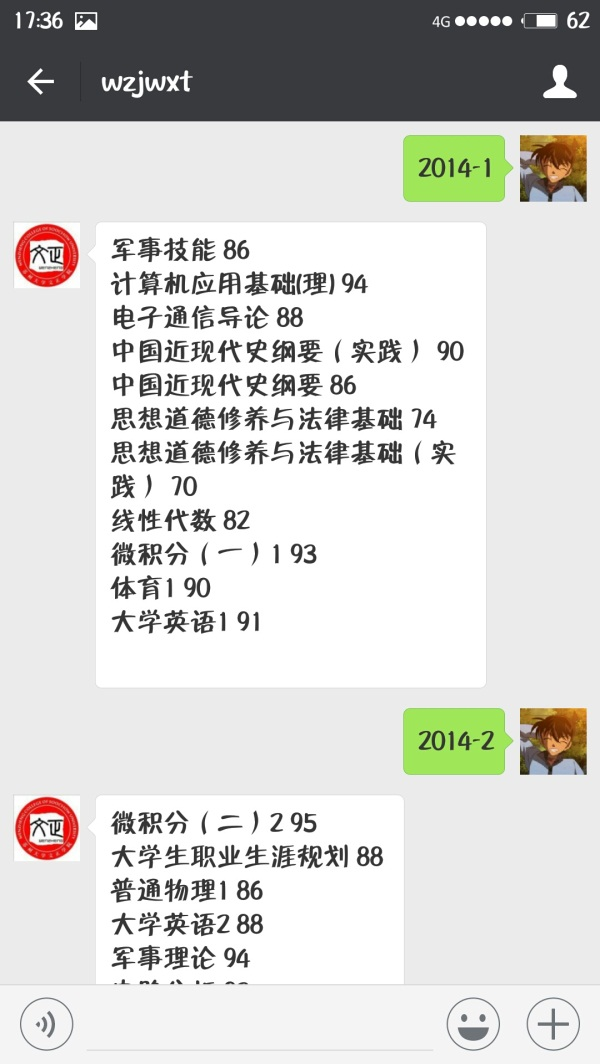 17:36
4G
62
wzjwxt
2014-1
文正
军事技能 86
计算机应用基础(理) 94
电子通信导论 88
中国近现代史纲要（实践） 90
中国近现代史纲要 86
思想道德修养与法律基础 74
思想道德修养与法律基础（实
践） 70
线性代数 82
微积分（一）1 93
体育1 90
大学英语1 91
2014-2
文正
微积分（二）2 95
大学生职业生涯规划 88
普通物理1 86
大学英语2 88
军事理论 94